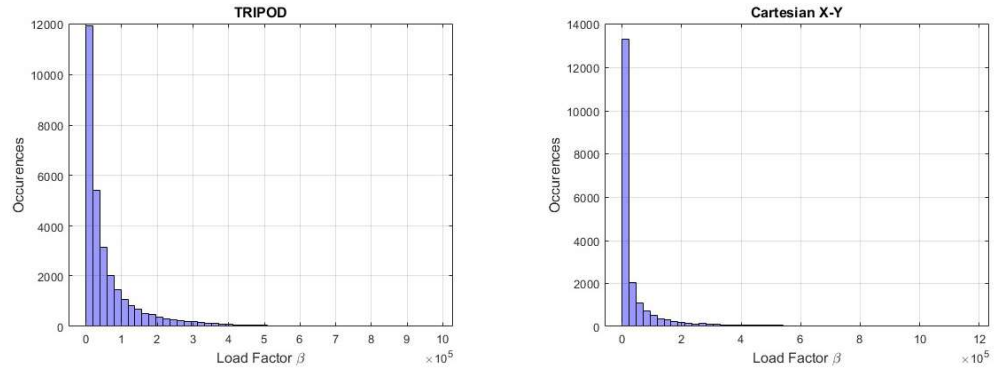 TRIPOD
12000
10000
8000
6000
4000
2000
0
Occurences
0 1 2 3 4 5 6 7 8 9 10
×10^5
Load Factor β
Cartesian X-Y
14000
12000
10000
8000
6000
4000
2000
0
Occurences
0 2 4 6 8 10 12
×10^5
Load Factor β